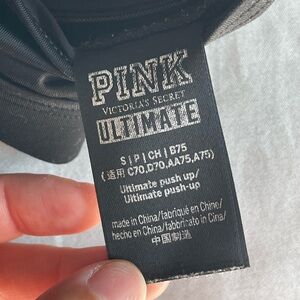 PINK
VICTORIA'S SECRET
ULTIMATE
S|P|CH|B75
(适用 C70,D70,AA75,A75)
Ultimate push up/
Ultimate push-up
made in China/fabriqué en Chine/
hecho en China/fabbricato in Cina/
中国制造